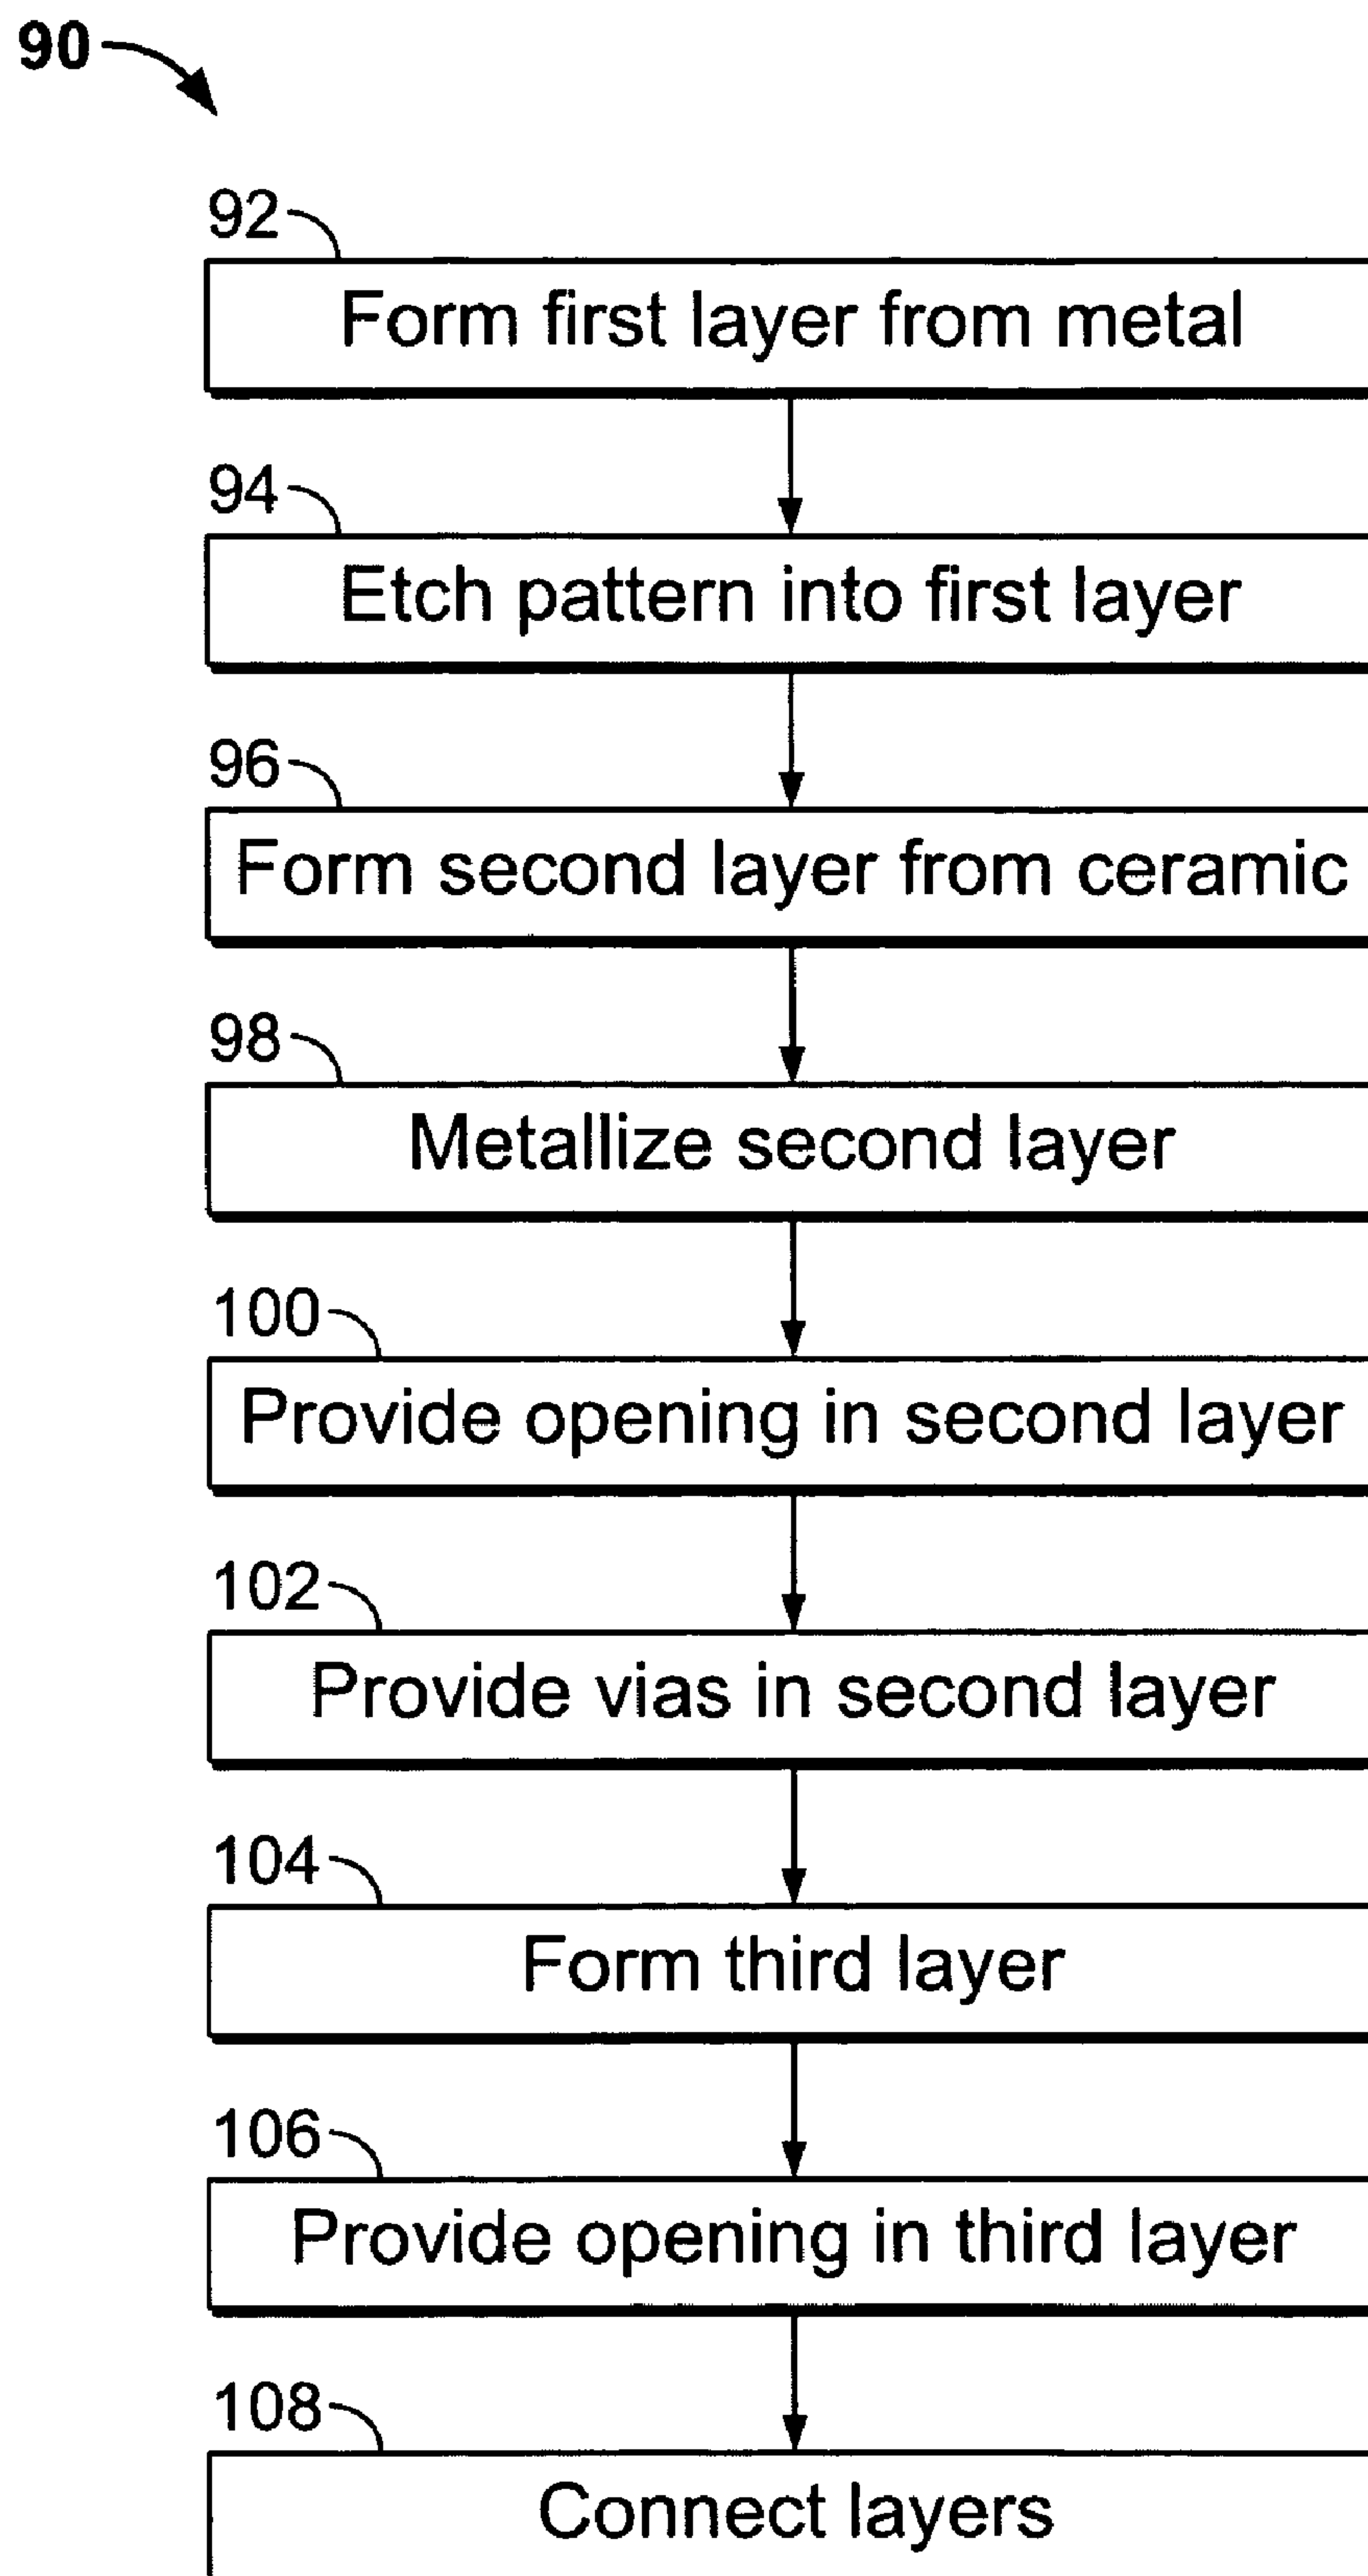 90
92
Form first layer from metal
94
Etch pattern into first layer
96
Form second layer from ceramic
98
Metallize second layer
100
Provide opening in second layer
102
Provide vias in second layer
104
Form third layer
106
Provide opening in third layer
108
Connect layers